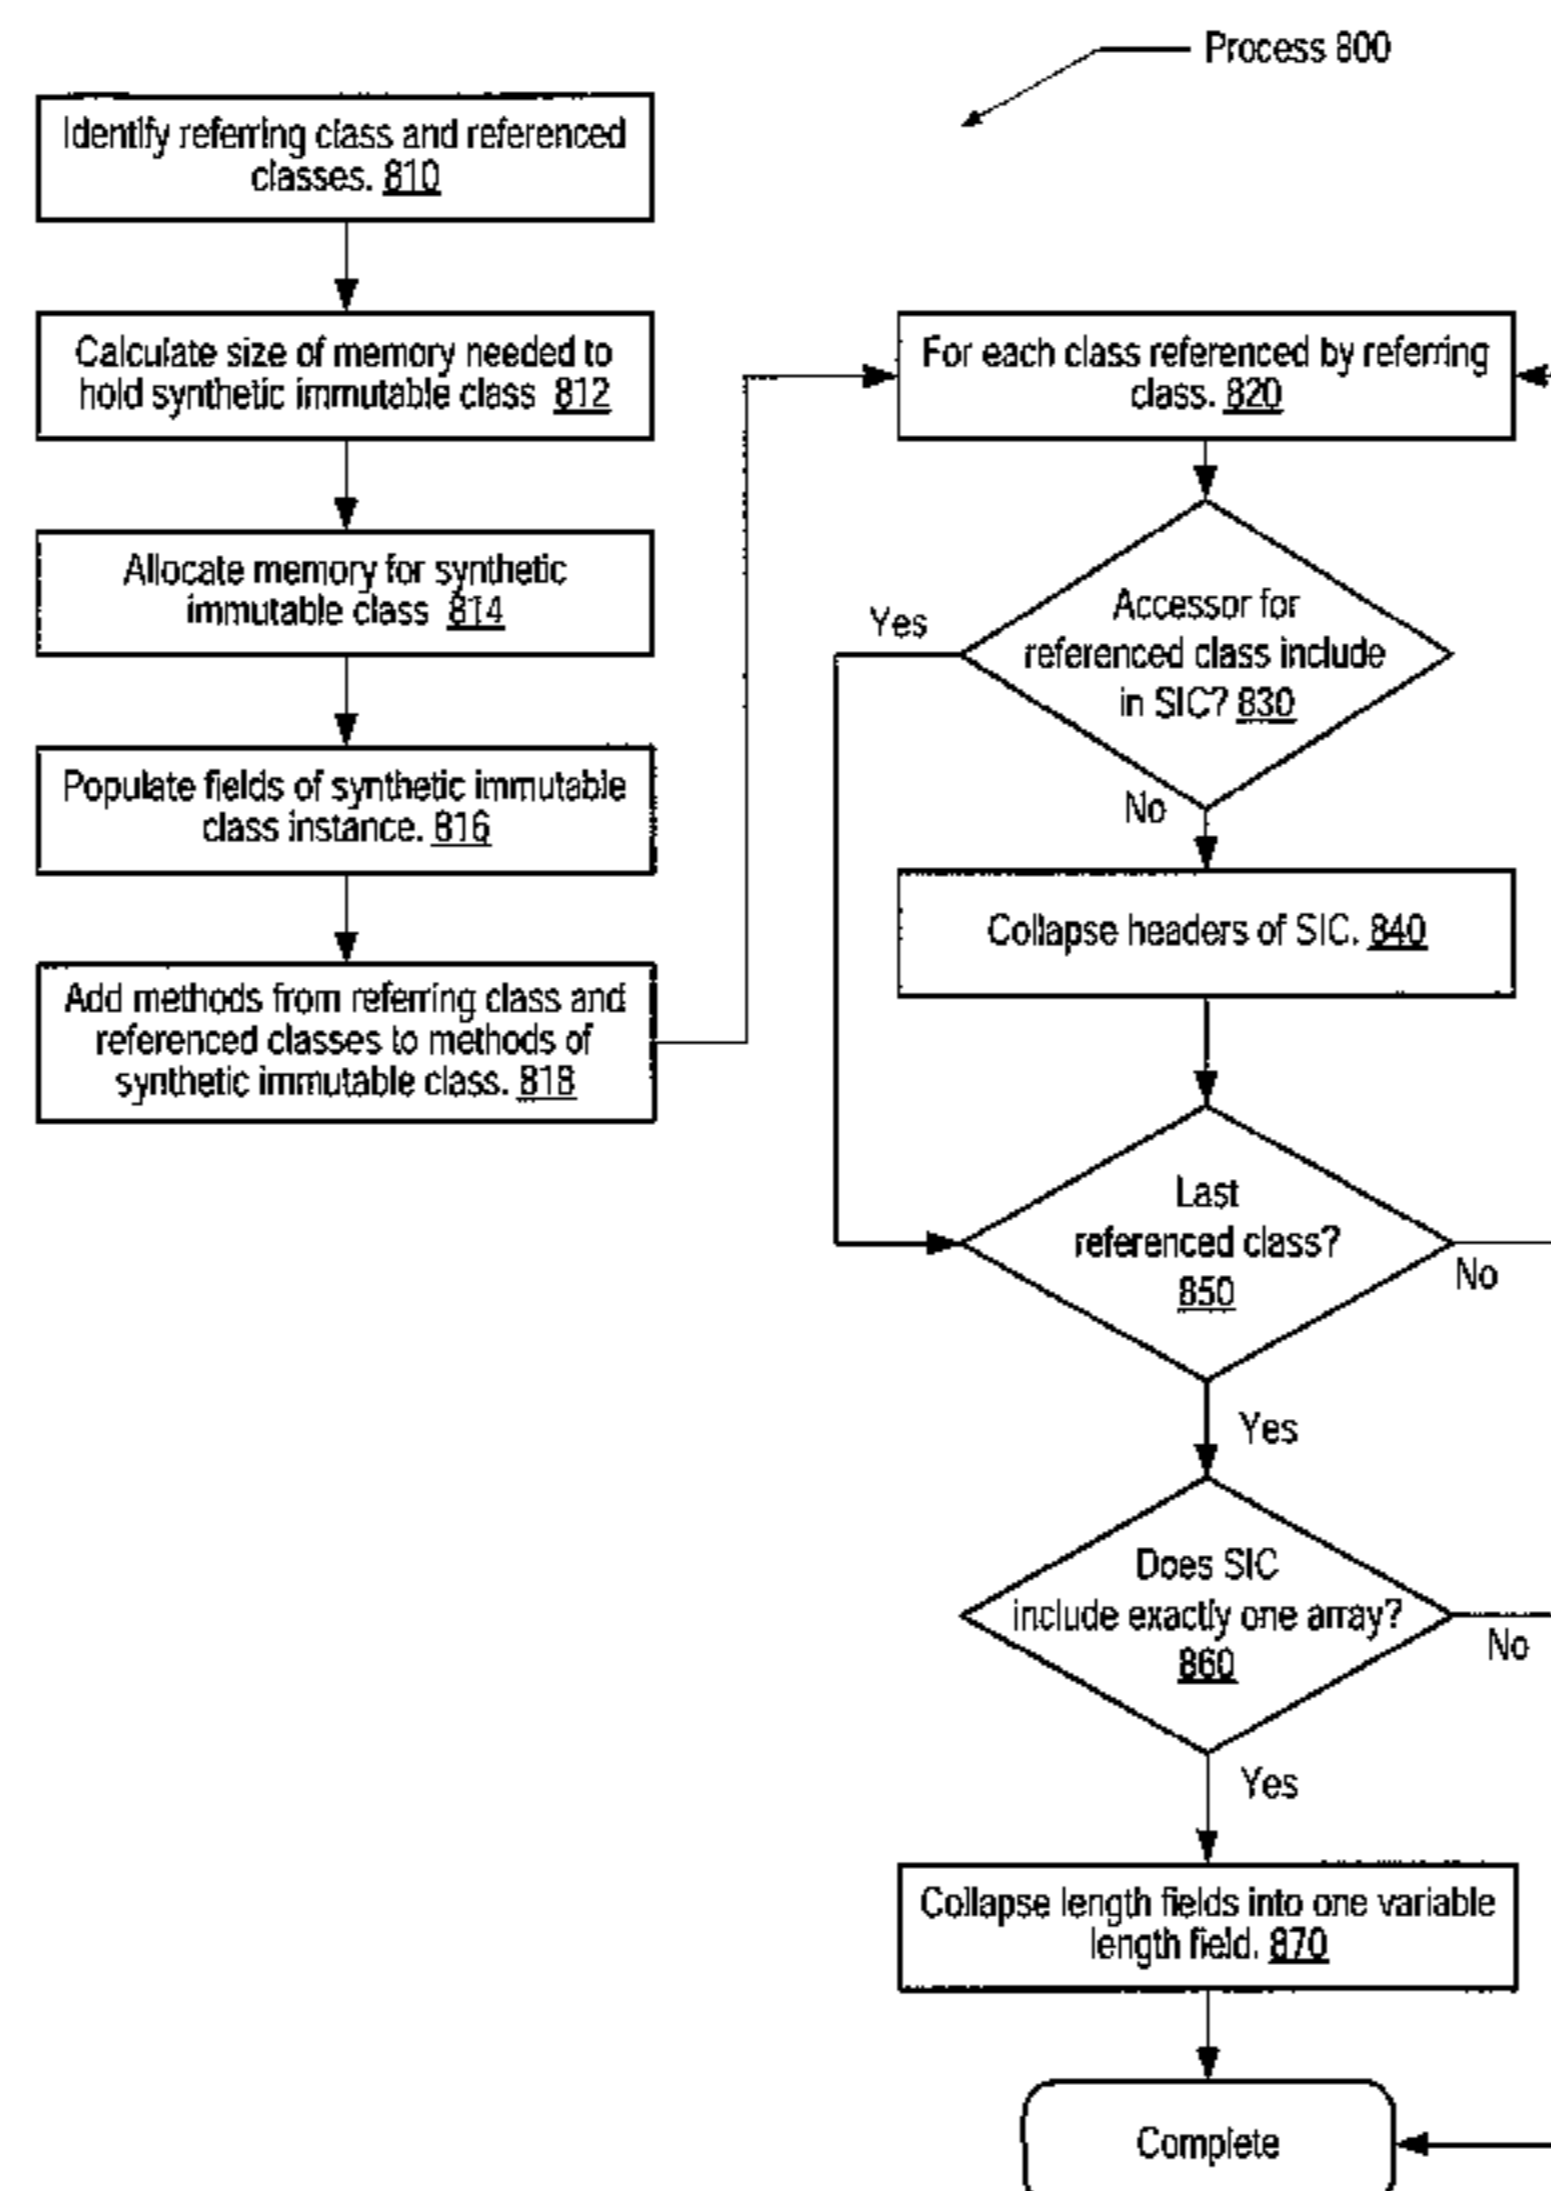 Process 800
Identify referring class and referenced
classes. 810
Calculate size of memory needed to
hold synthetic immutable class 812
Allocate memory for synthetic
immutable class 814
Populate fields of synthetic immutable
class instance. 816
Add methods from referring class and
referenced classes to methods of
synthetic immutable class. 818
For each class referenced by referring
class. 820
Accessor for
referenced class include
in SIC? 830
Yes
No
Collapse headers of SIC. 840
Last
referenced class?
850
No
Yes
Does SIC
include exactly one array?
860
No
Yes
Collapse length fields into one variable
length field. 870
Complete